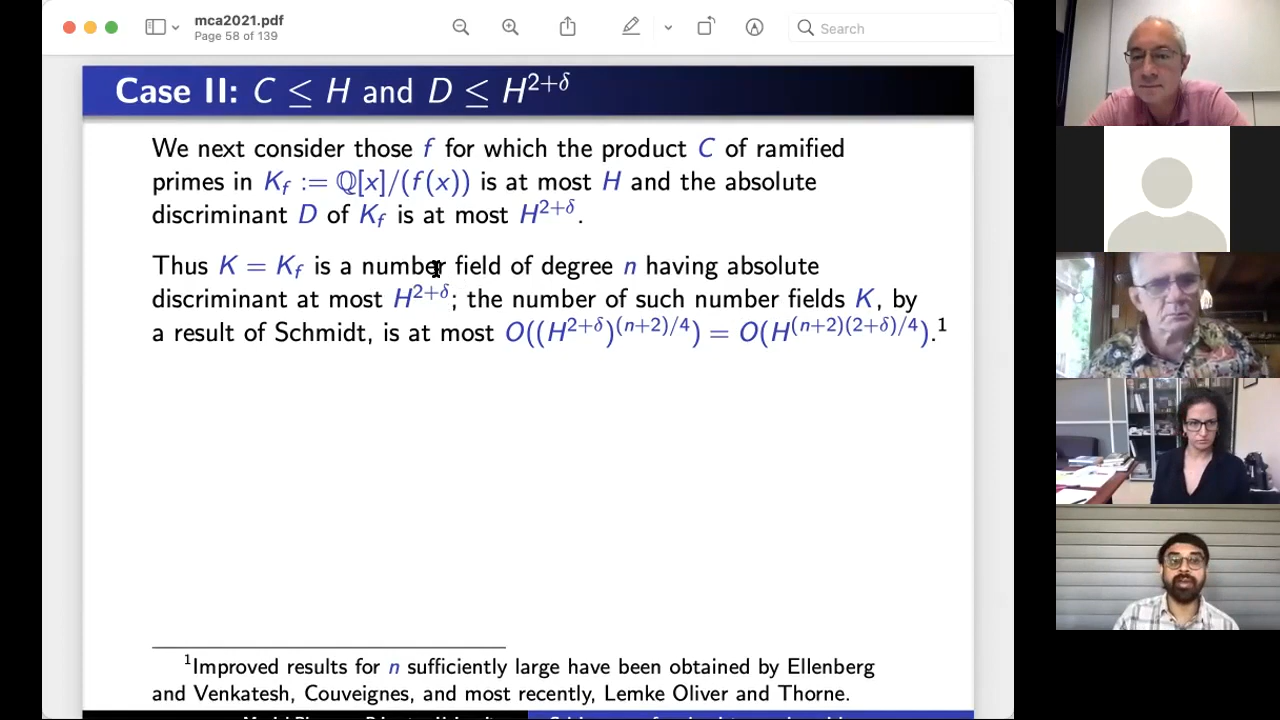 mca2021.pdf
Page 58 of 139
Search
Case II: C ≤ H and D ≤ H^{2+δ}
We next consider those f for which the product C of ramified
primes in K_f := ℚ[x]/(f(x)) is at most H and the absolute
discriminant D of K_f is at most H^{2+δ}.
Thus K = K_f is a number field of degree n having absolute
discriminant at most H^{2+δ}; the number of such number fields K, by
a result of Schmidt, is at most O((H^{2+δ})^{(n+2)/4}) = O(H^{(n+2)(2+δ)/4}).¹
¹Improved results for n sufficiently large have been obtained by Ellenberg
and Venkatesh, Couveignes, and most recently, Lemke Oliver and Thorne.